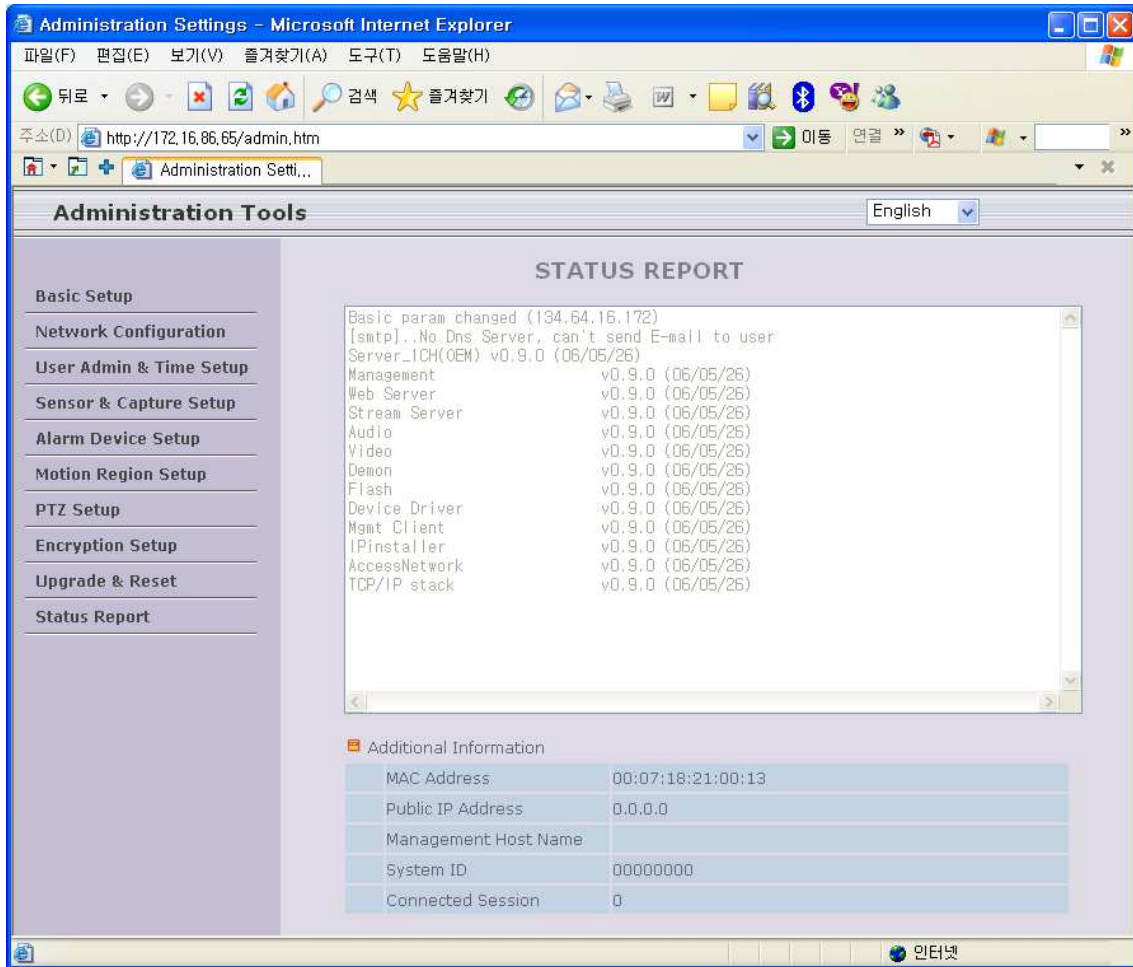 Administration Settings - Microsoft Internet Explorer
파일(F) 편집(E) 보기(V) 즐겨찾기(A) 도구(T) 도움말(H)
뒤로 검색 즐겨찾기
주소(D) http://172.16.86.65/admin.htm 이동 연결 »
Administration Setti...
Administration Tools English
STATUS REPORT
Basic Setup
Network Configuration
User Admin & Time Setup
Sensor & Capture Setup
Alarm Device Setup
Motion Region Setup
PTZ Setup
Encryption Setup
Upgrade & Reset
Status Report
Basic param changed (134.64.16.172)
[smtp]..No Dns Server, can't send E-mail to user
Server_1CH(OEM) v0.9.0 (06/05/26)
Management v0.9.0 (06/05/26)
Web Server v0.9.0 (06/05/26)
Stream Server v0.9.0 (06/05/26)
Audio v0.9.0 (06/05/26)
Video v0.9.0 (06/05/26)
Demon v0.9.0 (06/05/26)
Flash v0.9.0 (06/05/26)
Device Driver v0.9.0 (06/05/26)
Mgmt Client v0.9.0 (06/05/26)
IPinstaller v0.9.0 (06/05/26)
AccessNetwork v0.9.0 (06/05/26)
TCP/IP stack v0.9.0 (06/05/26)
Additional Information
MAC Address 00:07:18:21:00:13
Public IP Address 0.0.0.0
Management Host Name
System ID 00000000
Connected Session 0
인터넷